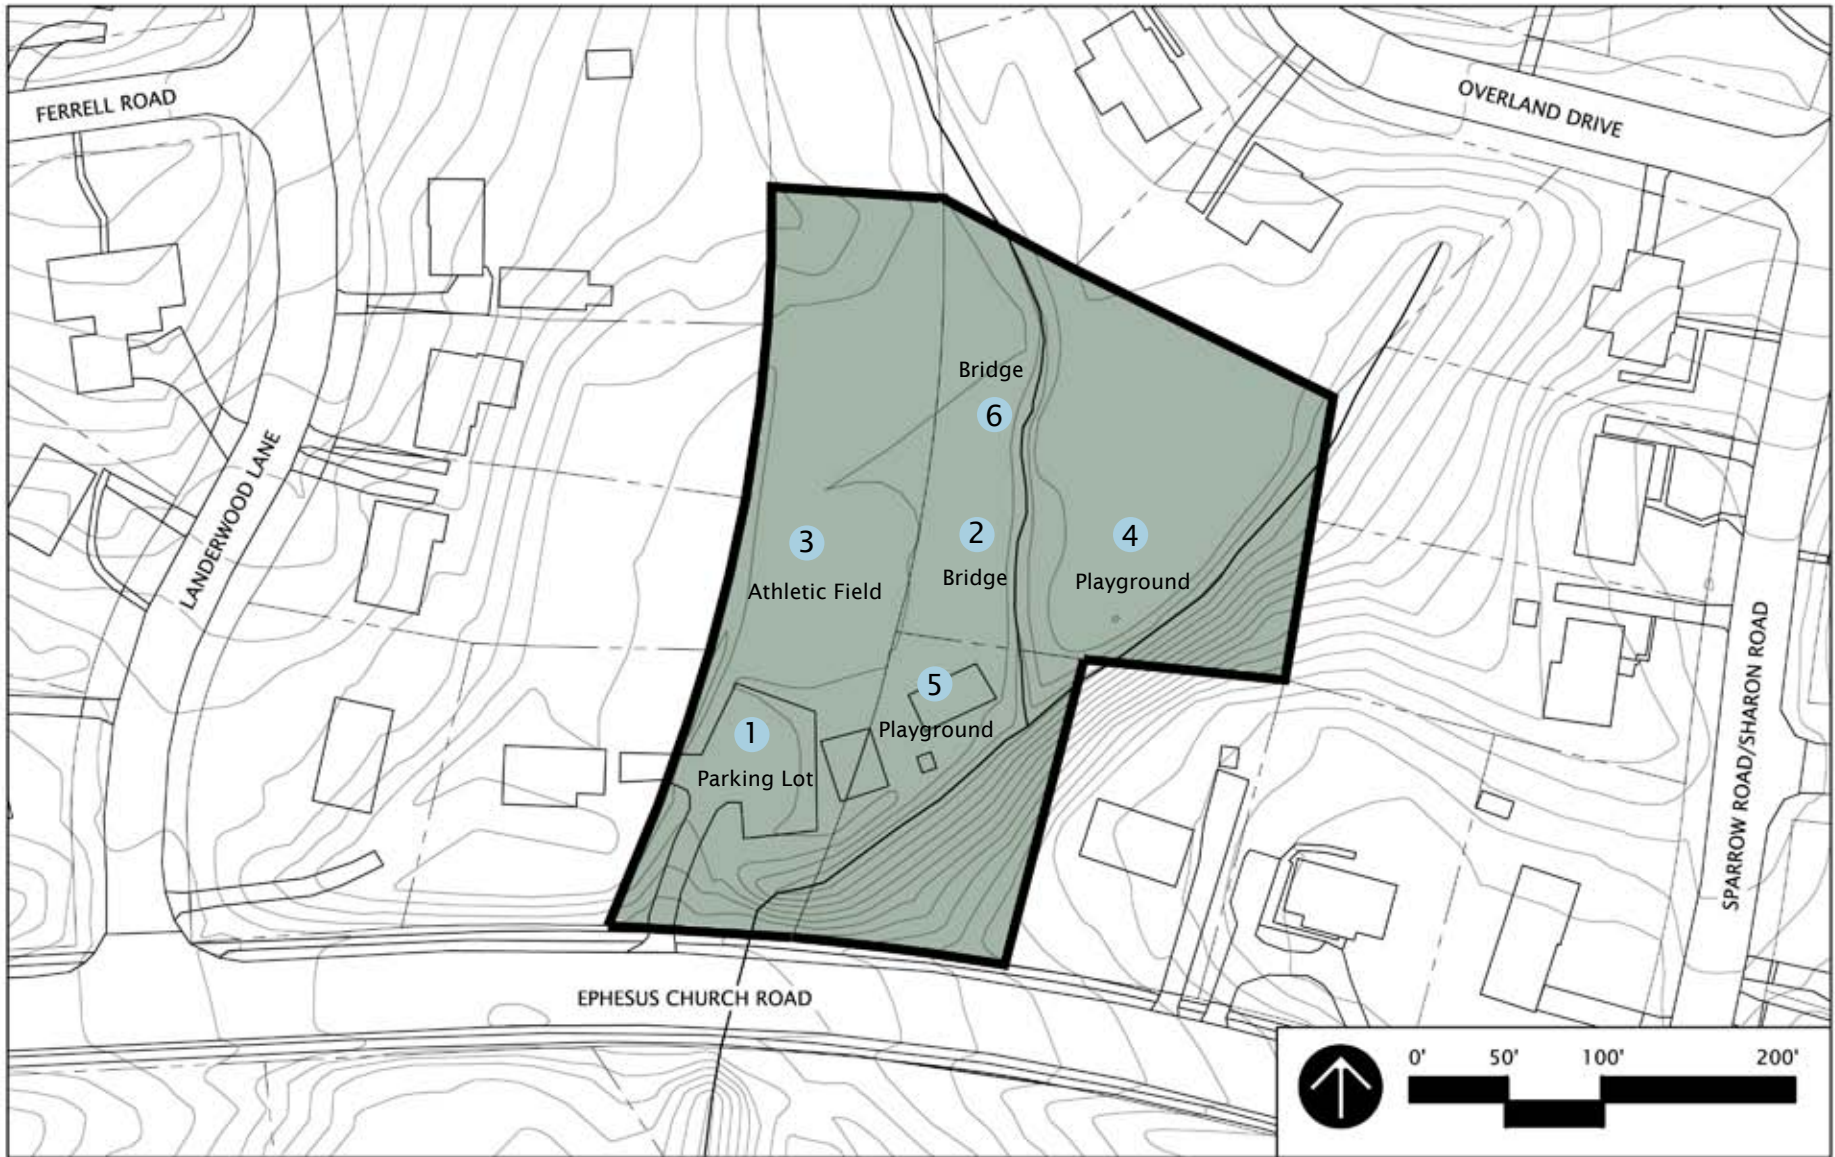 FERRELL ROAD
OVERLAND DRIVE
Bridge
6
LANDERWOOD LANE
3
Athletic Field
2
Bridge
4
Playground
5
Playground
1
Parking Lot
SPARROW ROAD/SHARON ROAD
EPHESUS CHURCH ROAD
0' 50' 100' 200'